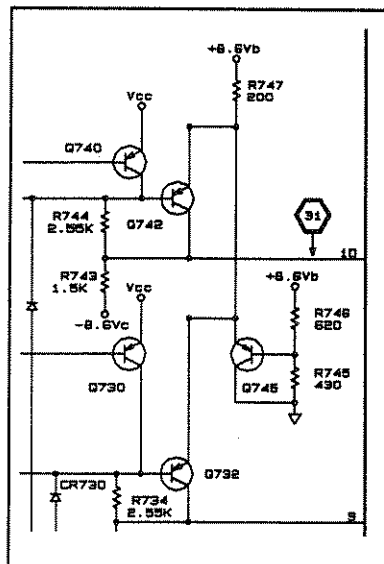 +8.6Vb
R747
200
Vcc
Q740
R744
2.55K
Q742
31
10
R743
1.5K
Vcc
+8.6Vb
-8.6Vc
R746
620
Q730
Q745
R745
430
Q732
CR730
R734
2.55K
9